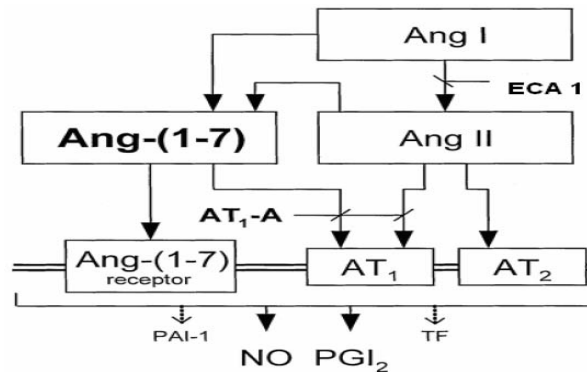 Ang I
ECA 1
Ang-(1-7)
Ang II
AT₁-A
Ang-(1-7)
receptor
AT₁
AT₂
PAI-1
TF
NO PGI₂